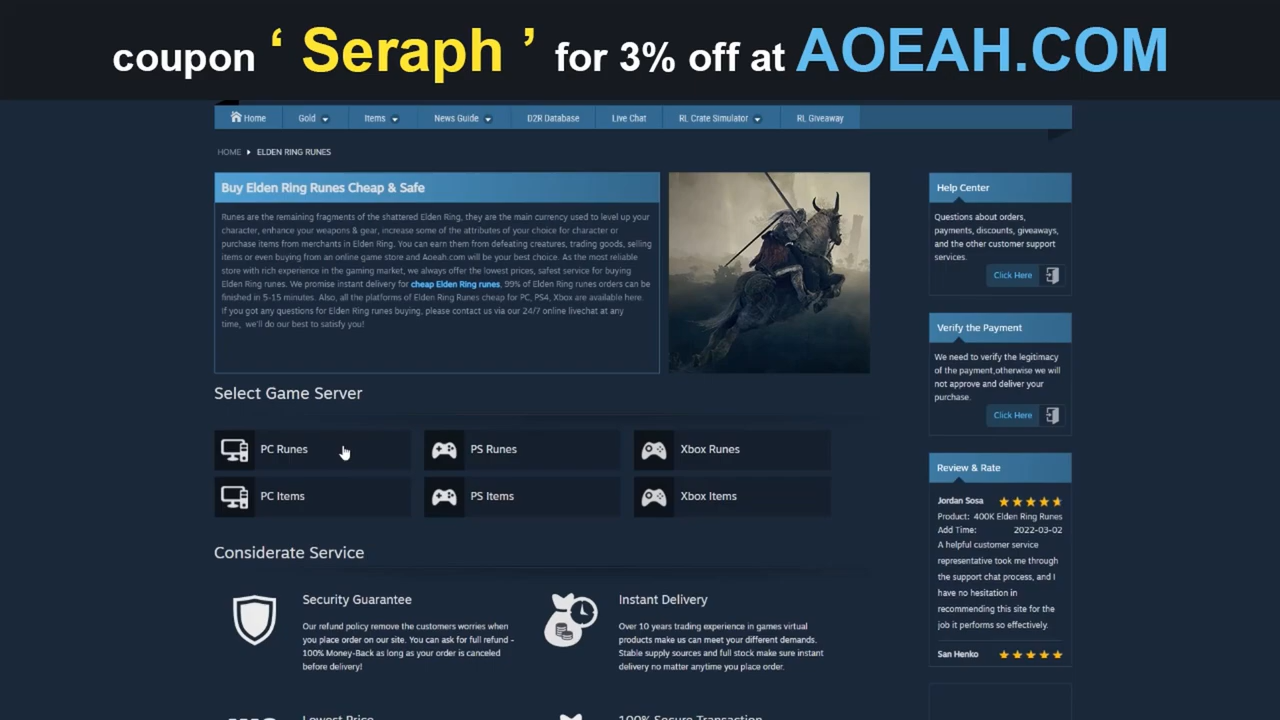 coupon ‘ Seraph ’ for 3% off at AOEAH.COM
Home Gold Items News Guide D2R Database Live Chat RL Crate Simulator RL Giveaway
HOME ELDEN RING RUNES
Buy Elden Ring Runes Cheap & Safe
Runes are the remaining fragments of the shattered Elden Ring, they are the main currency used to level up your
character, enhance your weapons & gear, increase some of the attributes of your choice for character or
purchase items from merchants in Elden Ring. You can earn them from defeating creatures, trading goods, selling
items or even buying from an online game store and Aoeah.com will be your best choice. As the most reliable
store with rich experience in the gaming market, we always offer the lowest prices, safest service for buying
Elden Ring runes. We promise instant delivery for cheap Elden Ring runes, 99% of Elden Ring runes orders can be
finished in 5-15 minutes. Also, all the platforms of Elden Ring Runes cheap for PC, PS4, Xbox are available here.
If you got any questions for Elden Ring runes buying, please contact us via our 24/7 online livechat at any
time, we'll do our best to satisfy you!
Select Game Server
PC Runes
PS Runes
Xbox Runes
PC Items
PS Items
Xbox Items
Considerate Service
Security Guarantee
Our refund policy remove the customers worries when
you place order on our site. You can ask for full refund -
100% Money-Back as long as your order is canceled
before delivery!
Instant Delivery
Over 10 years trading experience in games virtual
products make us can meet your different demands.
Stable supply sources and full stock make sure instant
delivery no matter anytime you place order.
Lowest Price
100% Secure Transaction
Help Center
Questions about orders,
payments, discounts, giveaways,
and the other customer support
services.
Click Here
Verify the Payment
We need to verify the legitimacy
of the payment,otherwise we will
not approve and deliver your
purchase.
Click Here
Review & Rate
Jordan Sosa
Product: 400K Elden Ring Runes
Add Time: 2022-03-02
A helpful customer service
representative took me through
the support chat process, and I
have no hesitation in
recommending this site for the
job it performs so effectively.
San Henko